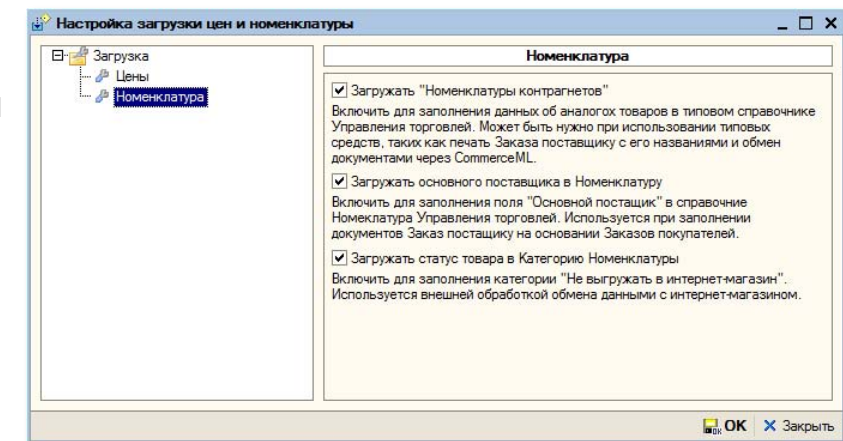 Настройка загрузки цен и номенклатуры
Загрузка
Цены
Номенклатура
Номенклатура
Загружать "Номенклатуры контрагнетов"
Включить для заполнения данных об аналогох товаров в типовом справочнике
Управления торговлей. Может быть нужно при использовании типовых
средств, таких как печать Заказа поставщику с его названиями и обмен
документами через CommerceML.
Загружать основного поставщика в Номенклатуру
Включить для заполнения поля "Основной постащик" в справочние
Номеклатура Управления торговлей. Используется при заполнении
документов Заказ постащику на основании Заказов покупателей.
Загружать статус товара в Категорию Номенклатуры
Включить для заполнения категории "Не выгружать в интернет-магазин".
Используется внешней обработкой обмена данными с интернет-магазином.
OK
Закрыть